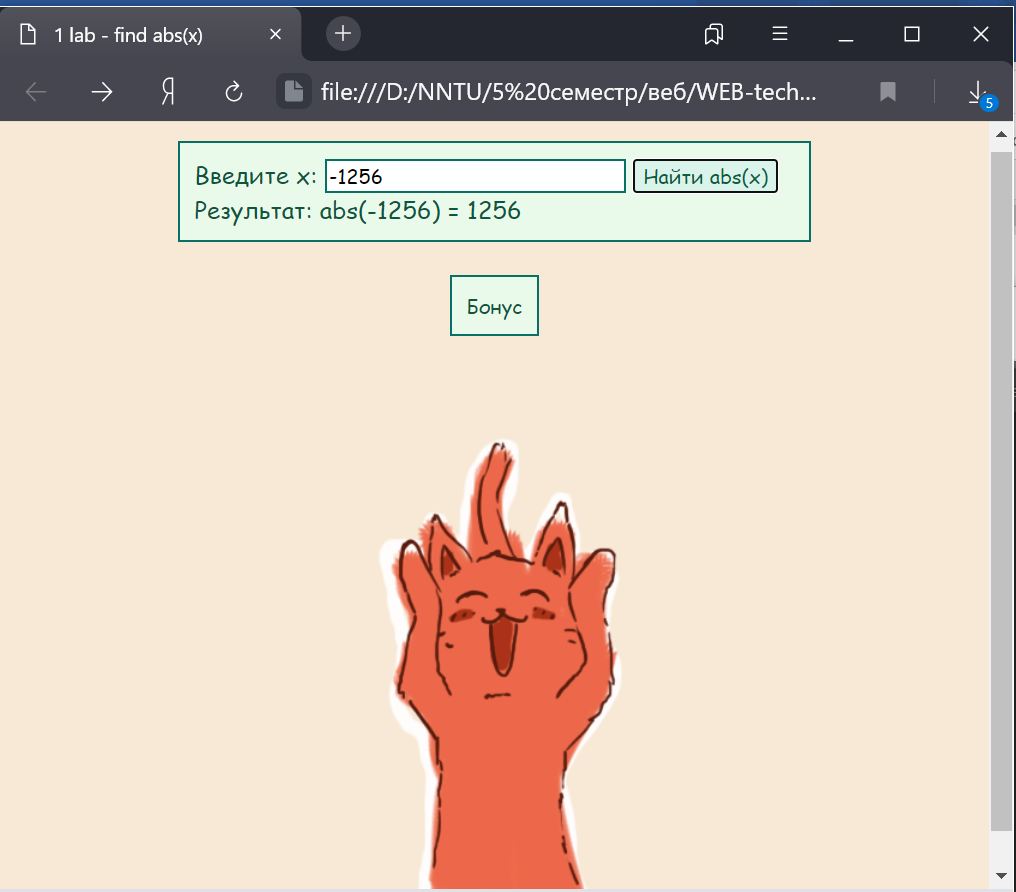 1 lab - find abs(x)
Я
file:///D:/NNTU/5%20семестр/веб/WEB-tech...
5
Введите x: -1256 Найти abs(x)
Результат: abs(-1256) = 1256
Бонус